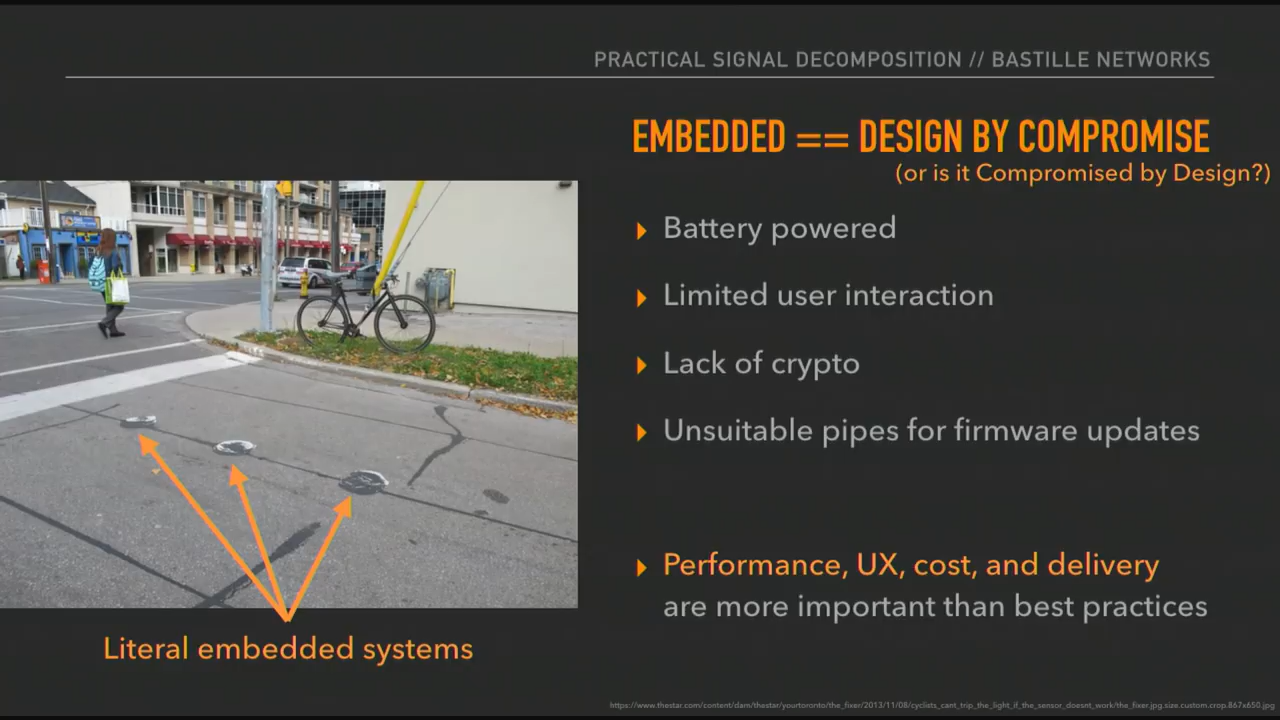 PRACTICAL SIGNAL DECOMPOSITION // BASTILLE NETWORKS
EMBEDDED == DESIGN BY COMPROMISE
(or is it Compromised by Design?)
Battery powered
Limited user interaction
Lack of crypto
Unsuitable pipes for firmware updates
Performance, UX, cost, and delivery
are more important than best practices
Literal embedded systems
https://www.thestar.com/content/dam/thestar/yourtoronto/the_fixer/2013/11/08/cyclists_cant_trip_the_light_if_the_sensor_doesnt_work/the_fixer.jpg.size.custom.crop.867x650.jpg